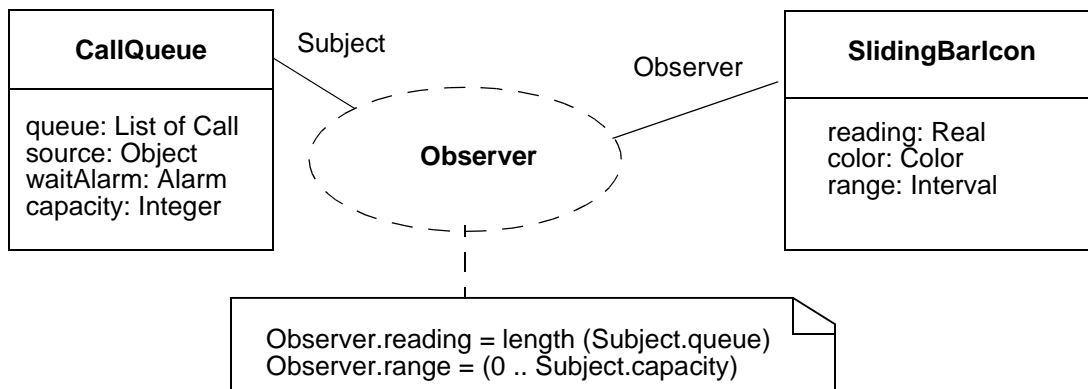 CallQueue
queue: List of Call
source: Object
waitAlarm: Alarm
capacity: Integer
Subject
Observer
Observer
SlidingBarIcon
reading: Real
color: Color
range: Interval
Observer.reading = length (Subject.queue)
Observer.range = (0 .. Subject.capacity)